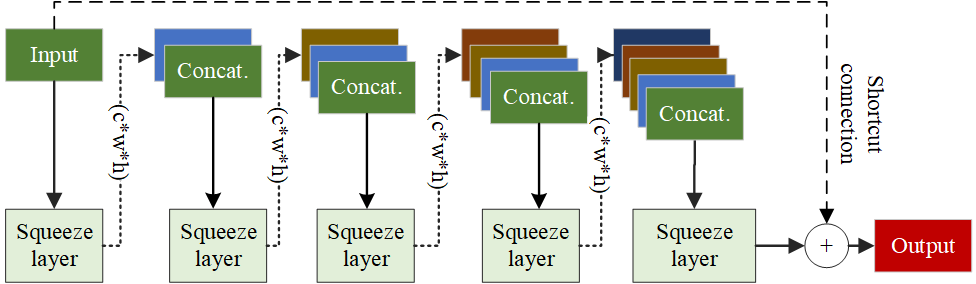 Input
Concat.
Concat.
Concat.
Concat.
Shortcut
connection
(c*w*h)
(c*w*h)
(c*w*h)
(c*w*h)
Squeeze
layer
Squeeze
layer
Squeeze
layer
Squeeze
layer
Squeeze
layer
+
Output